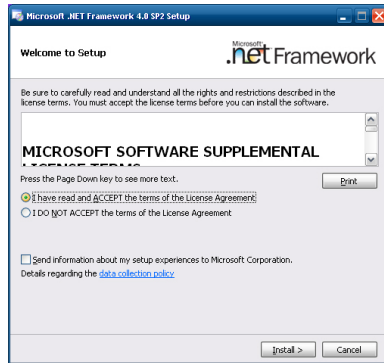 Microsoft .NET Framework 4.0 SP2 Setup
Welcome to Setup
Microsoft
.net Framework
Be sure to carefully read and understand all the rights and restrictions described in the
license terms. You must accept the license terms before you can install the software.
MICROSOFT SOFTWARE SUPPLEMENTAL
LICENSE TERMS
Press the Page Down key to see more text.
Print
I have read and ACCEPT the terms of the License Agreement
I DO NOT ACCEPT the terms of the License Agreement
Send information about my setup experiences to Microsoft Corporation.
Details regarding the data collection policy
Install >
Cancel